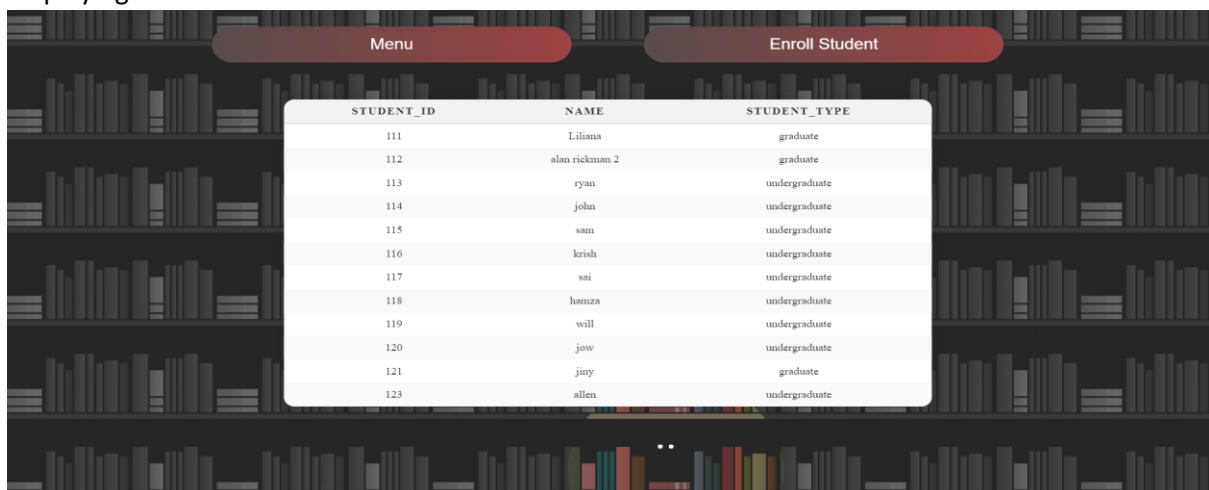 Menu Enroll Student
STUDENT_ID NAME STUDENT_TYPE
111 Liliana graduate
112 alan rickman 2 graduate
113 ryan undergraduate
114 john undergraduate
115 sam undergraduate
116 krish undergraduate
117 sai undergraduate
118 hamza undergraduate
119 will undergraduate
120 jow undergraduate
121 jiny graduate
123 allen undergraduate